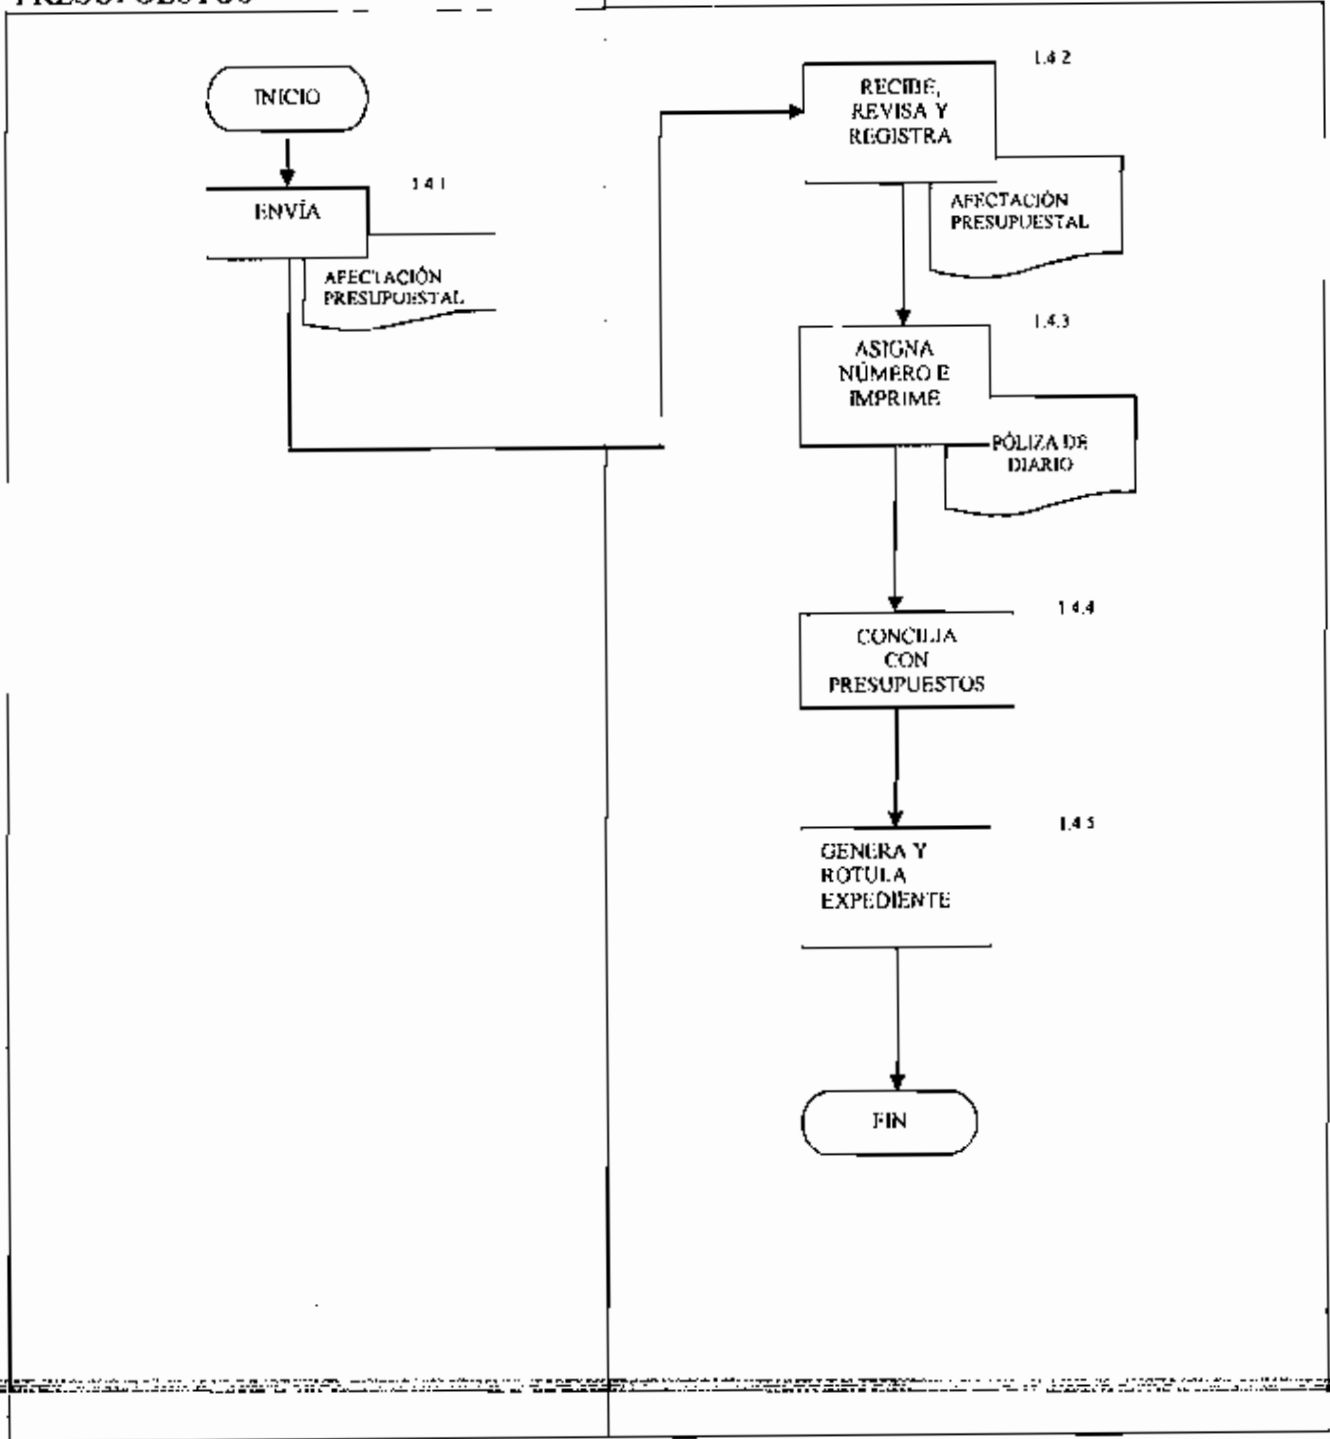 INICIO
1.4.1
ENVÍA
AFECTACIÓN
PRESUPUESTAL
1.4.2
RECIBE,
REVISA Y
REGISTRA
AFECTACIÓN
PRESUPUESTAL
1.4.3
ASIGNA
NÚMERO E
IMPRIME
PÓLIZA DE
DIARIO
1.4.4
CONCILIA
CON
PRESUPUESTOS
1.4.5
GENERA Y
ROTULA
EXPEDIENTE
FIN